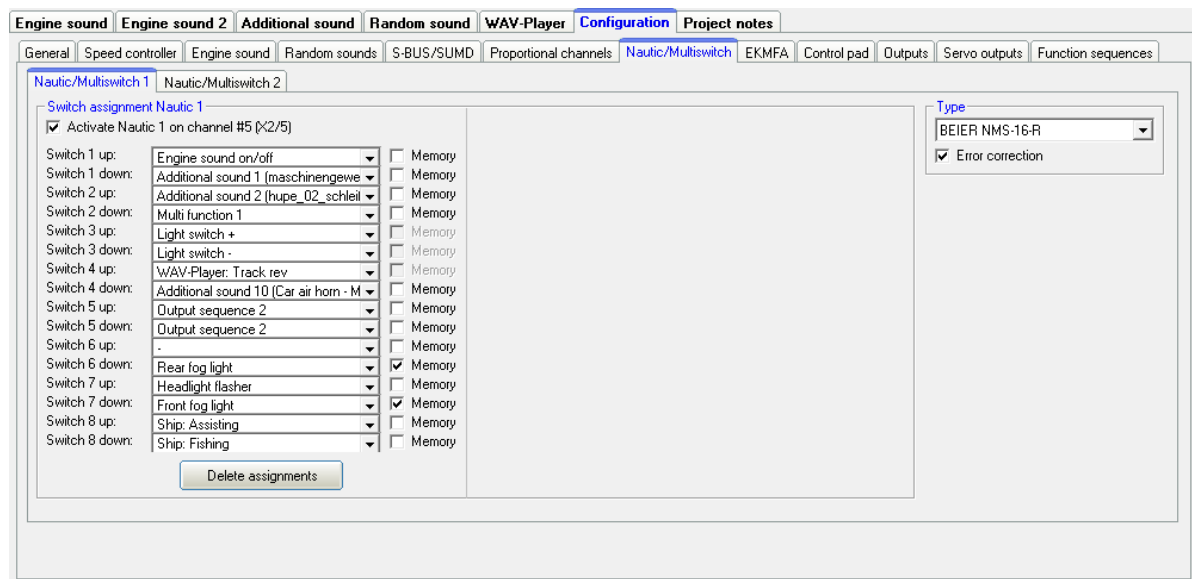 Engine sound Engine sound 2 Additional sound Random sound WAV-Player Configuration Project notes
General Speed controller Engine sound Random sounds S-BUS/SUMD Proportional channels Nautic/Multiswitch EKMFA Control pad Outputs Servo outputs Function sequences
Nautic/Multiswitch 1 Nautic/Multiswitch 2
Switch assignment Nautic 1
Activate Nautic 1 on channel #5 (X2/5)
Switch 1 up: Engine sound on/off Memory
Switch 1 down: Additional sound 1 (maschinengewe Memory
Switch 2 up: Additional sound 2 (hupe_02_schleil Memory
Switch 2 down: Multi function 1 Memory
Switch 3 up: Light switch + Memory
Switch 3 down: Light switch - Memory
Switch 4 up: WAV-Player: Track rev Memory
Switch 4 down: Additional sound 10 (Car air horn - M Memory
Switch 5 up: Output sequence 2 Memory
Switch 5 down: Output sequence 2 Memory
Switch 6 up: - Memory
Switch 6 down: Rear fog light Memory
Switch 7 up: Headlight flasher Memory
Switch 7 down: Front fog light Memory
Switch 8 up: Ship: Assisting Memory
Switch 8 down: Ship: Fishing Memory
Delete assignments
Type
BEIER NMS-16-R
Error correction